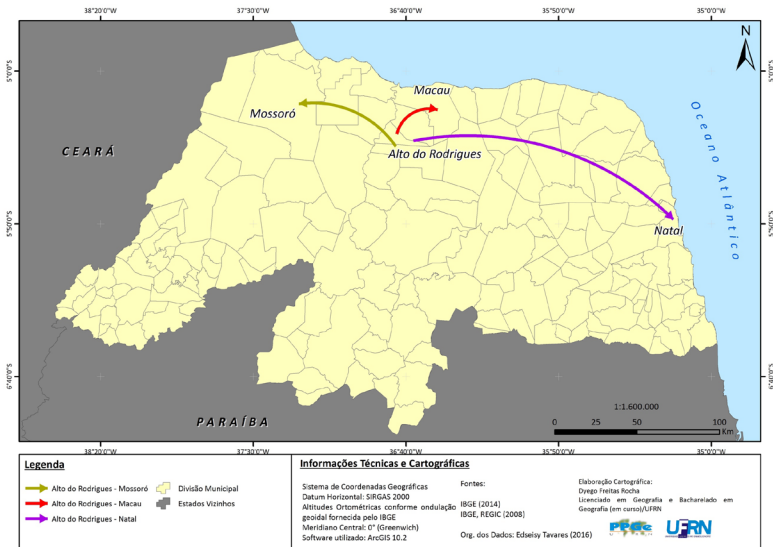 38°20'0"W 37°30'0"W 36°40'0"W 35°50'0"W 35°0'0"W
N
5°0'0"S 5°0'0"S
Macau
Mossoró
Oceano Atlântico
CEARÁ
Alto do Rodrigues
5°50'0"S 5°50'0"S
Natal
6°40'0"S 6°40'0"S
1:1.600.000
PARAÍBA
0 25 50 100
Km
38°20'0"W 37°30'0"W 36°40'0"W 35°50'0"W 35°0'0"W
Legenda
Alto do Rodrigues - Mossoró
Alto do Rodrigues - Macau
Alto do Rodrigues - Natal
Divisão Municipal
Estados Vizinhos
Informações Técnicas e Cartográficas
Sistema de Coordenadas Geográficas
Datum Horizontal: SIRGAS 2000
Altitudes Ortométricas conforme ondulação
geoidal fornecida pelo IBGE
Meridiano Central: 0° (Greenwich)
Software utilizado: ArcGIS 10.2
Fontes:
IBGE (2014)
IBGE, REGIC (2008)
Org. dos Dados: Edseisy Tavares (2016)
Elaboração Cartográfica:
Dyego Freitas Rocha
Licenciado em Geografia e Bacharelado em
Geografia (em curso)/UFRN
PPGe
UFRN